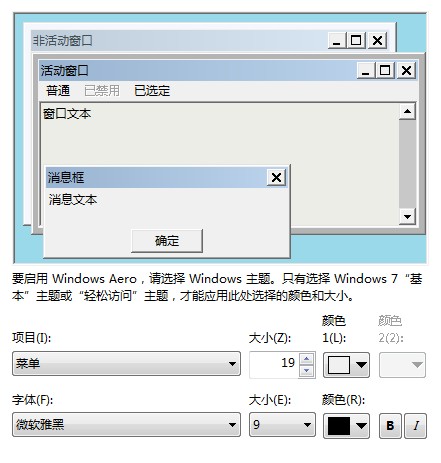 非活动窗口
活动窗口
普通 已禁用 已选定
窗口文本
消息框
消息文本
确定
要启用 Windows Aero，请选择 Windows 主题。只有选择 Windows 7“基
本”主题或“轻松访问”主题，才能应用此处选择的颜色和大小。
颜色 颜色
项目(I): 大小(Z): 1(L): 2(2):
菜单 19
字体(F): 大小(E): 颜色(R):
微软雅黑 9 B I